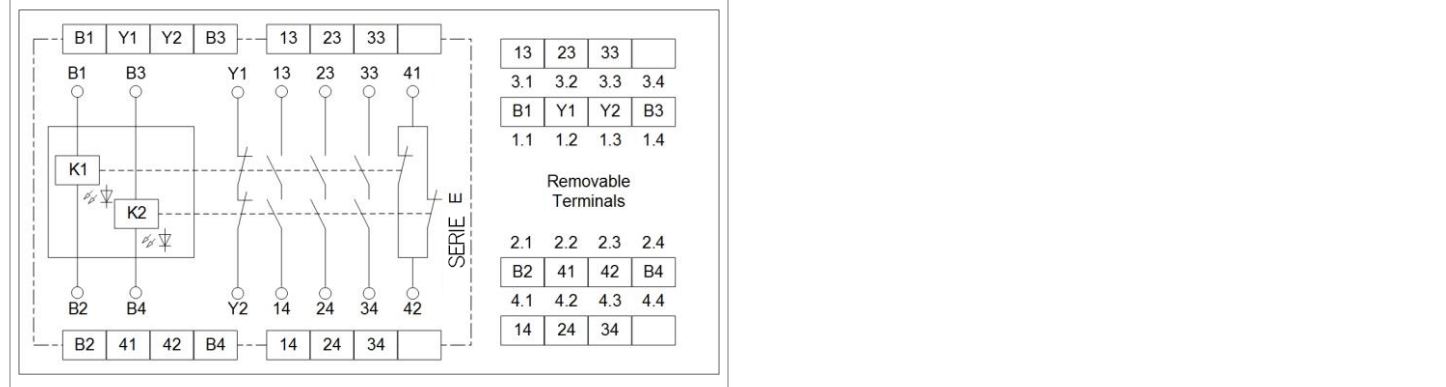 B1 Y1 Y2 B3 13 23 33
B1 B3 Y1 13 23 33 41
K1
K2
SERIE E
B2 B4 Y2 14 24 34 42
B2 41 42 B4 14 24 34
13 23 33
3.1 3.2 3.3 3.4
B1 Y1 Y2 B3
1.1 1.2 1.3 1.4
Removable
Terminals
2.1 2.2 2.3 2.4
B2 41 42 B4
4.1 4.2 4.3 4.4
14 24 34